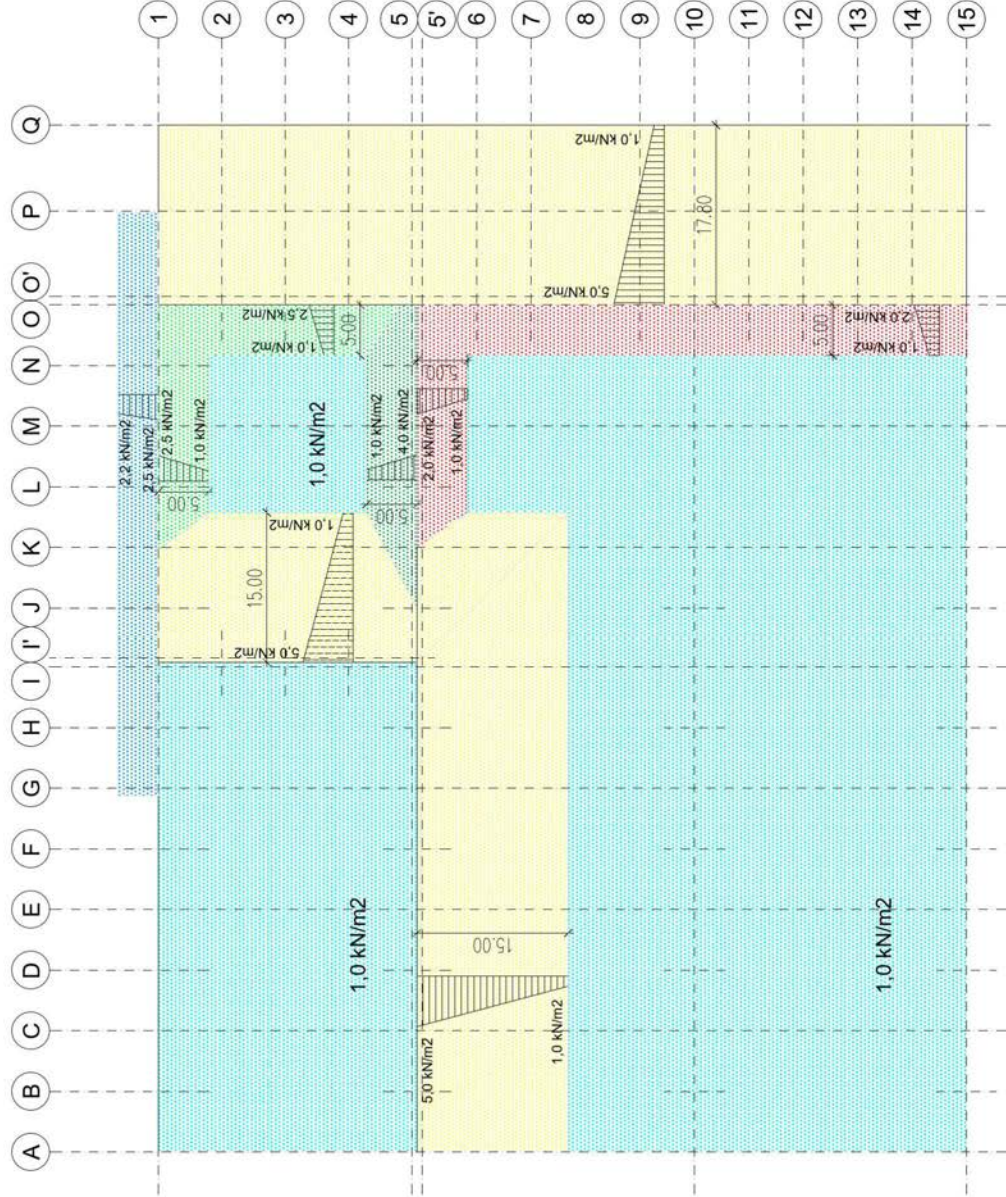 A
B
C
D
E
F
G
H
I
I'
J
K
L
M
N
O
O'
P
Q
1
2
3
4
5
5'
6
7
8
9
10
11
12
13
14
15
2,2 kN/m2
2,5 kN/m2
2,5 kN/m2
1,0 kN/m2
5.00
1,0 kN/m2
2,5 kN/m2
5.00
1,0 kN/m2
15.00
5,0 kN/m2
1,0 kN/m2
1,0 kN/m2
4,0 kN/m2
5.00
2,0 kN/m2
1,0 kN/m2
5.00
1,0 kN/m2
5,0 kN/m2
1,0 kN/m2
15.00
5,0 kN/m2
1,0 kN/m2
17.80
5.00
1,0 kN/m2
2,0 kN/m2
1,0 kN/m2